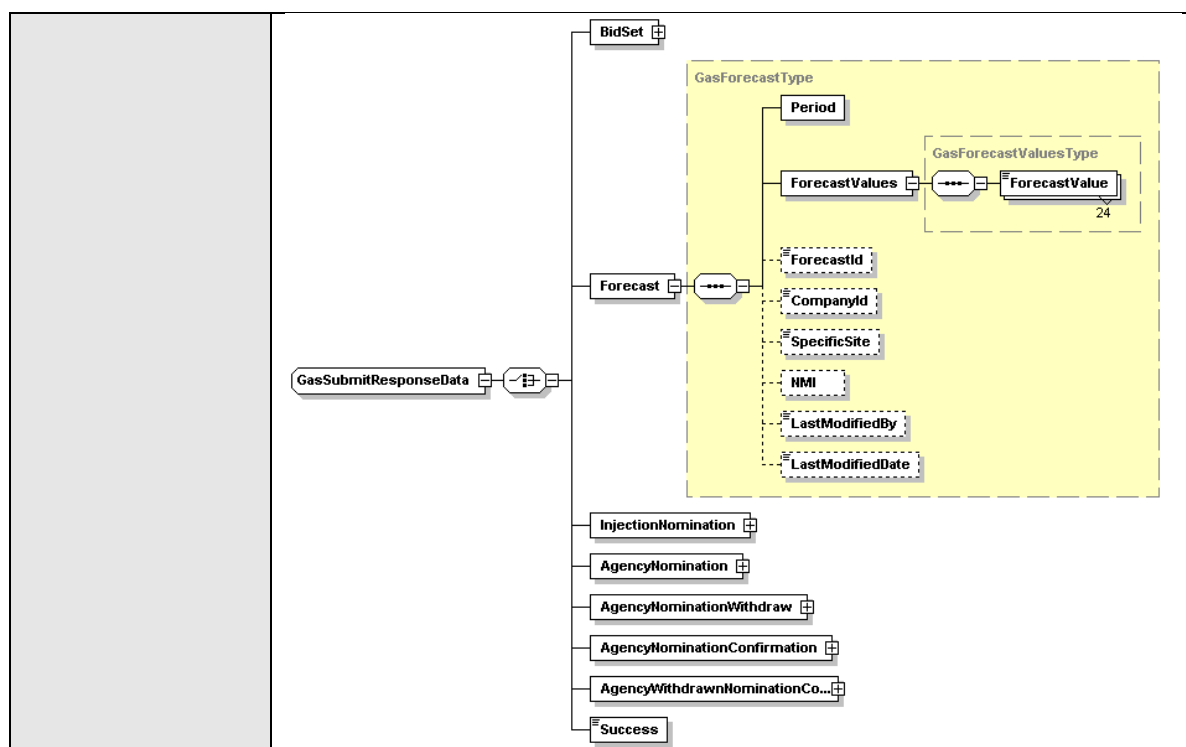 BidSet
GasForecastType
Period
GasForecastValuesType
ForecastValues
ForecastValue
24
ForecastId
Forecast
CompanyId
SpecificSite
GasSubmitResponseData
NMI
LastModifiedBy
LastModifiedDate
InjectionNomination
AgencyNomination
AgencyNominationWithdraw
AgencyNominationConfirmation
AgencyWithdrawnNominationCo...
Success